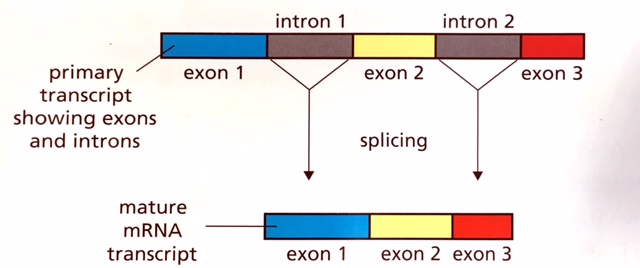 intron 1
intron 2
exon 1
exon 2
exon 3
primary
transcript
showing exons
and introns
splicing
mature
mRNA
transcript
exon 1
exon 2
exon 3